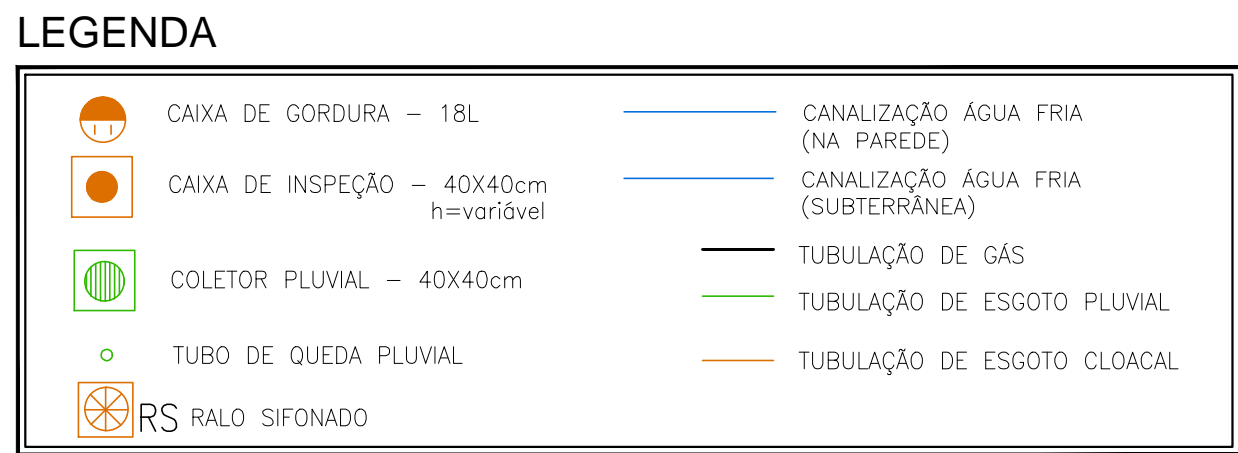 LEGENDA
CAIXA DE GORDURA – 18L
CAIXA DE INSPEÇÃO – 40X40cm
h=variável
COLETOR PLUVIAL – 40X40cm
TUBO DE QUEDA PLUVIAL
RS RALO SIFONADO
CANALIZAÇÃO ÁGUA FRIA
(NA PAREDE)
CANALIZAÇÃO ÁGUA FRIA
(SUBTERRÂNEA)
TUBULAÇÃO DE GÁS
TUBULAÇÃO DE ESGOTO PLUVIAL
TUBULAÇÃO DE ESGOTO CLOACAL